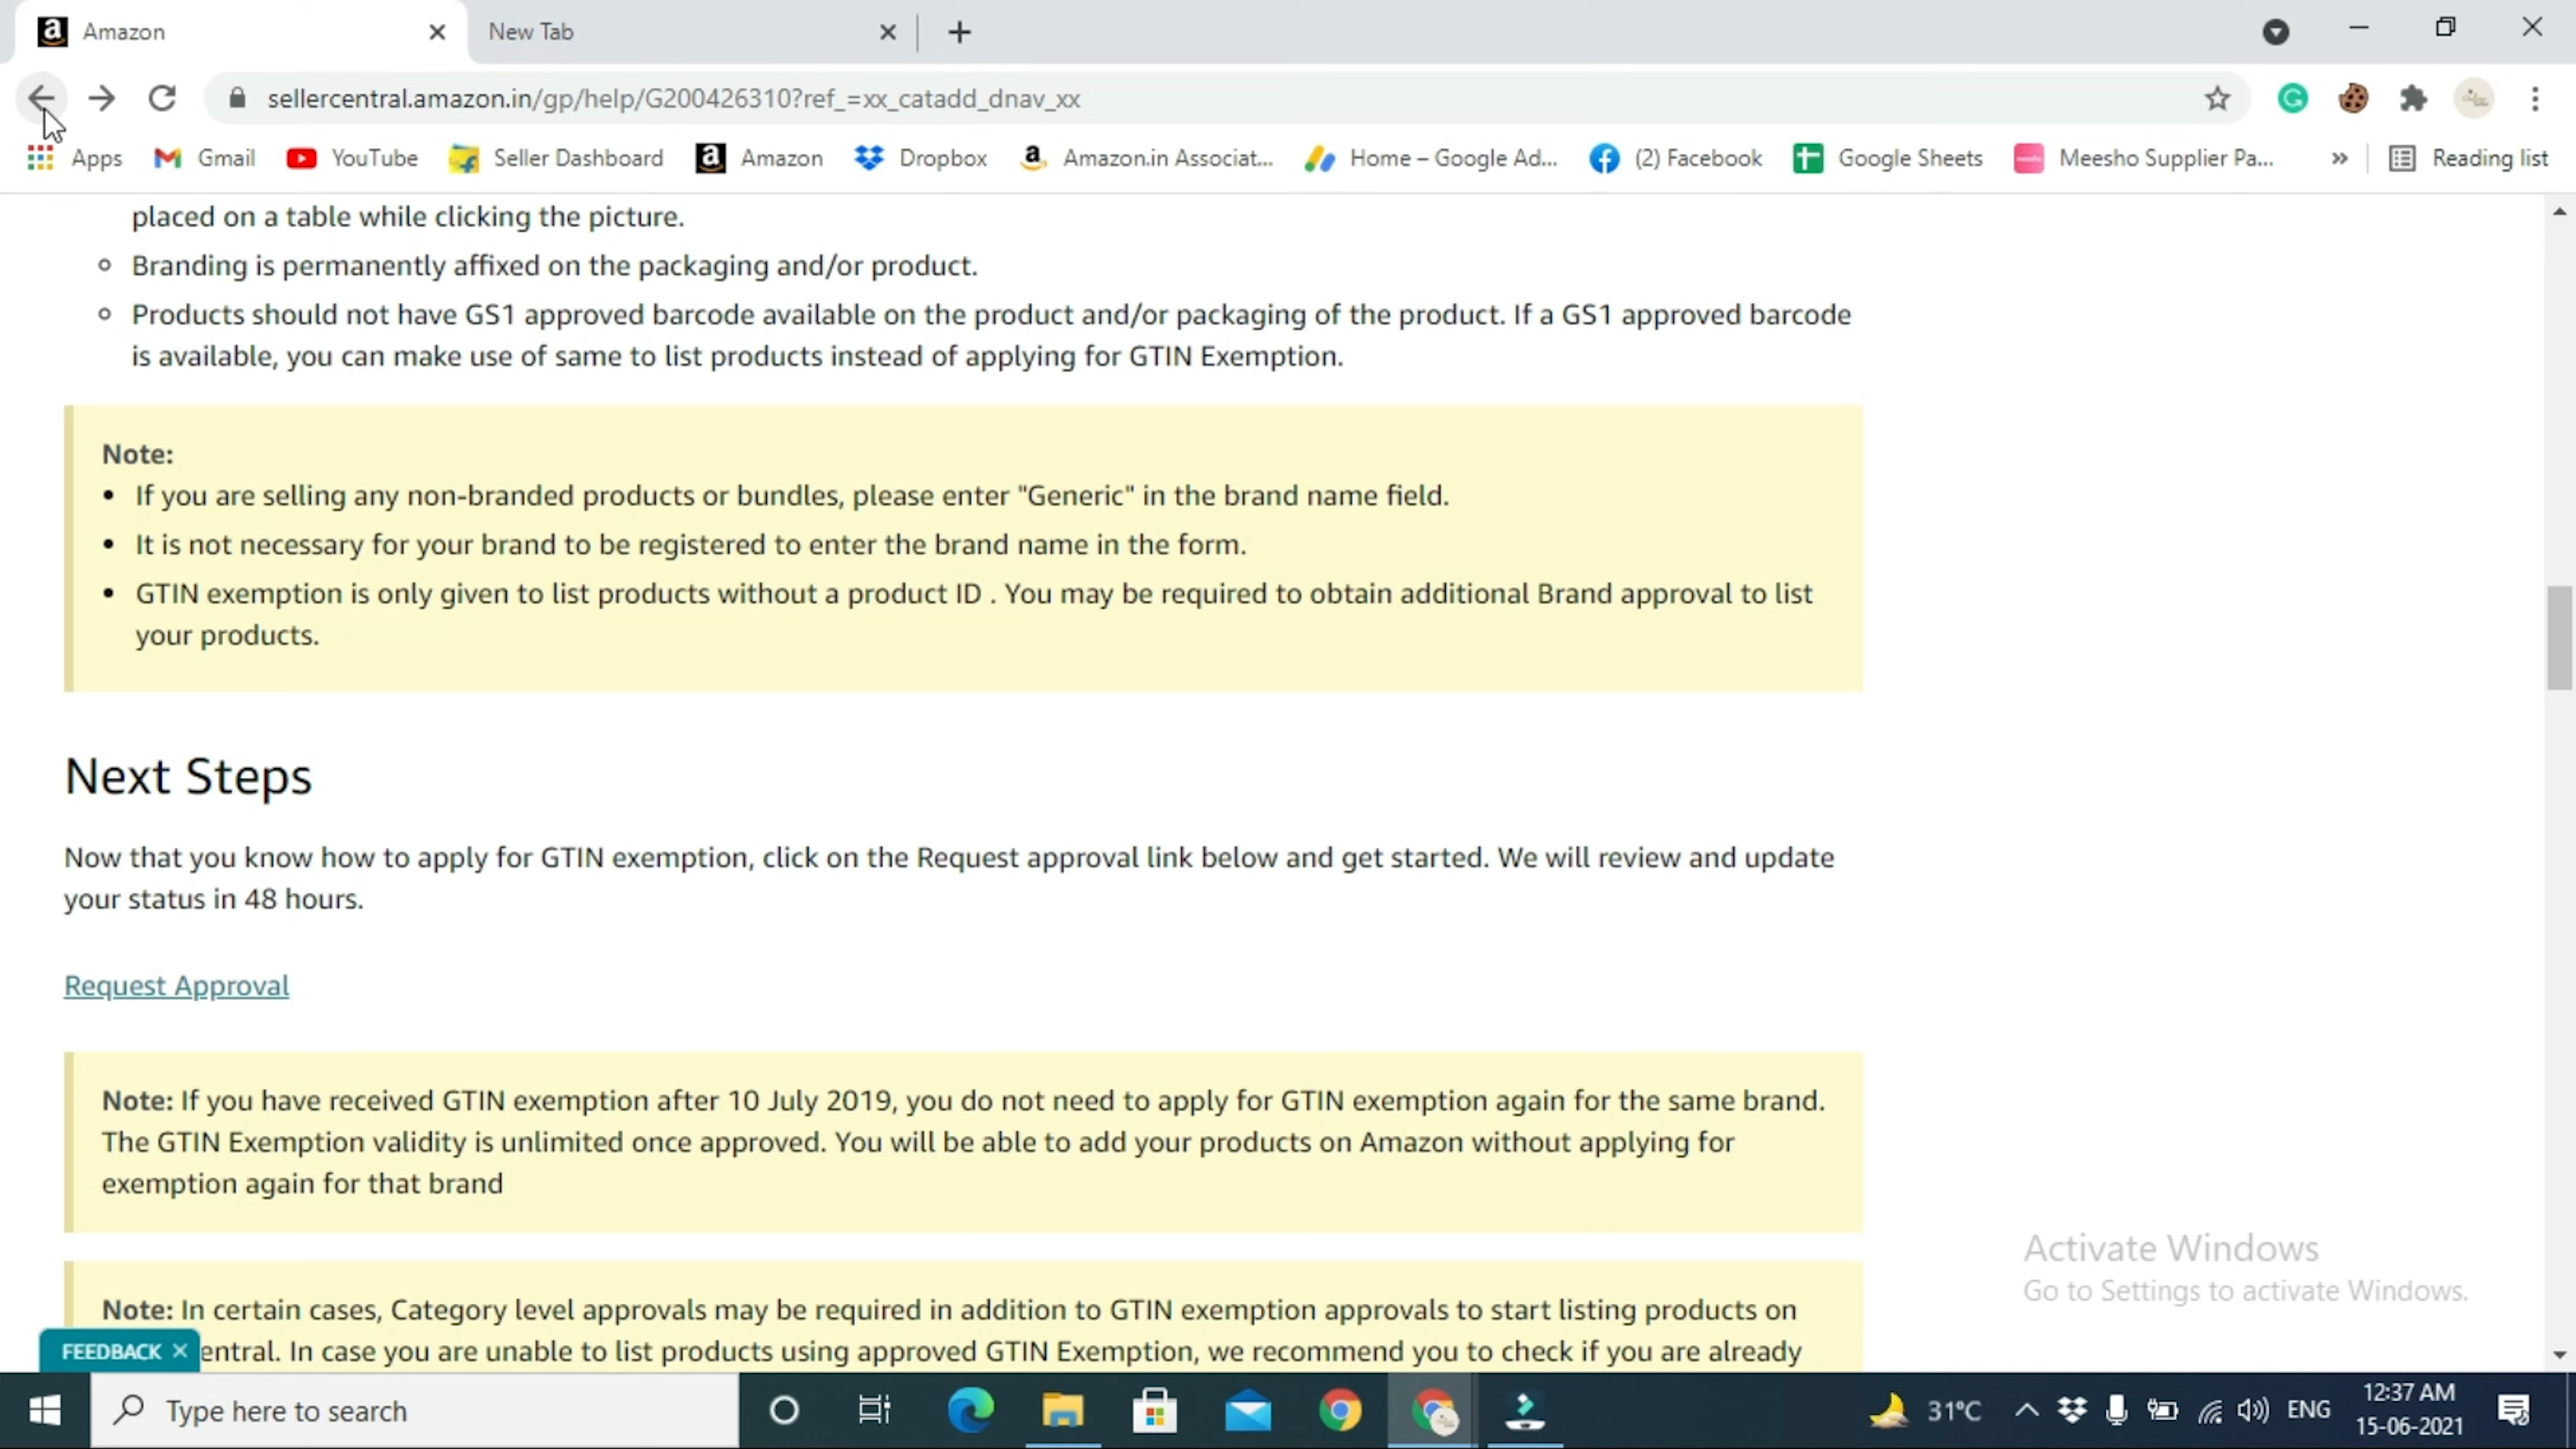 Amazon
New Tab
sellercentral.amazon.in/gp/help/G200426310?ref_=xx_catadd_dnav_xx
Apps Gmail YouTube Seller Dashboard Amazon Dropbox Amazon.in Associat... Home – Google Ad... (2) Facebook Google Sheets Meesho Supplier Pa... » Reading list
placed on a table while clicking the picture.
Branding is permanently affixed on the packaging and/or product.
Products should not have GS1 approved barcode available on the product and/or packaging of the product. If a GS1 approved barcode
is available, you can make use of same to list products instead of applying for GTIN Exemption.
Note:
• If you are selling any non-branded products or bundles, please enter "Generic" in the brand name field.
• It is not necessary for your brand to be registered to enter the brand name in the form.
• GTIN exemption is only given to list products without a product ID . You may be required to obtain additional Brand approval to list
your products.
Next Steps
Now that you know how to apply for GTIN exemption, click on the Request approval link below and get started. We will review and update
your status in 48 hours.
Request Approval
Note: If you have received GTIN exemption after 10 July 2019, you do not need to apply for GTIN exemption again for the same brand.
The GTIN Exemption validity is unlimited once approved. You will be able to add your products on Amazon without applying for
exemption again for that brand
Activate Windows
Go to Settings to activate Windows.
Note: In certain cases, Category level approvals may be required in addition to GTIN exemption approvals to start listing products on
FEEDBACK × entral. In case you are unable to list products using approved GTIN Exemption, we recommend you to check if you are already
Type here to search
31°C ENG 12:37 AM
15-06-2021